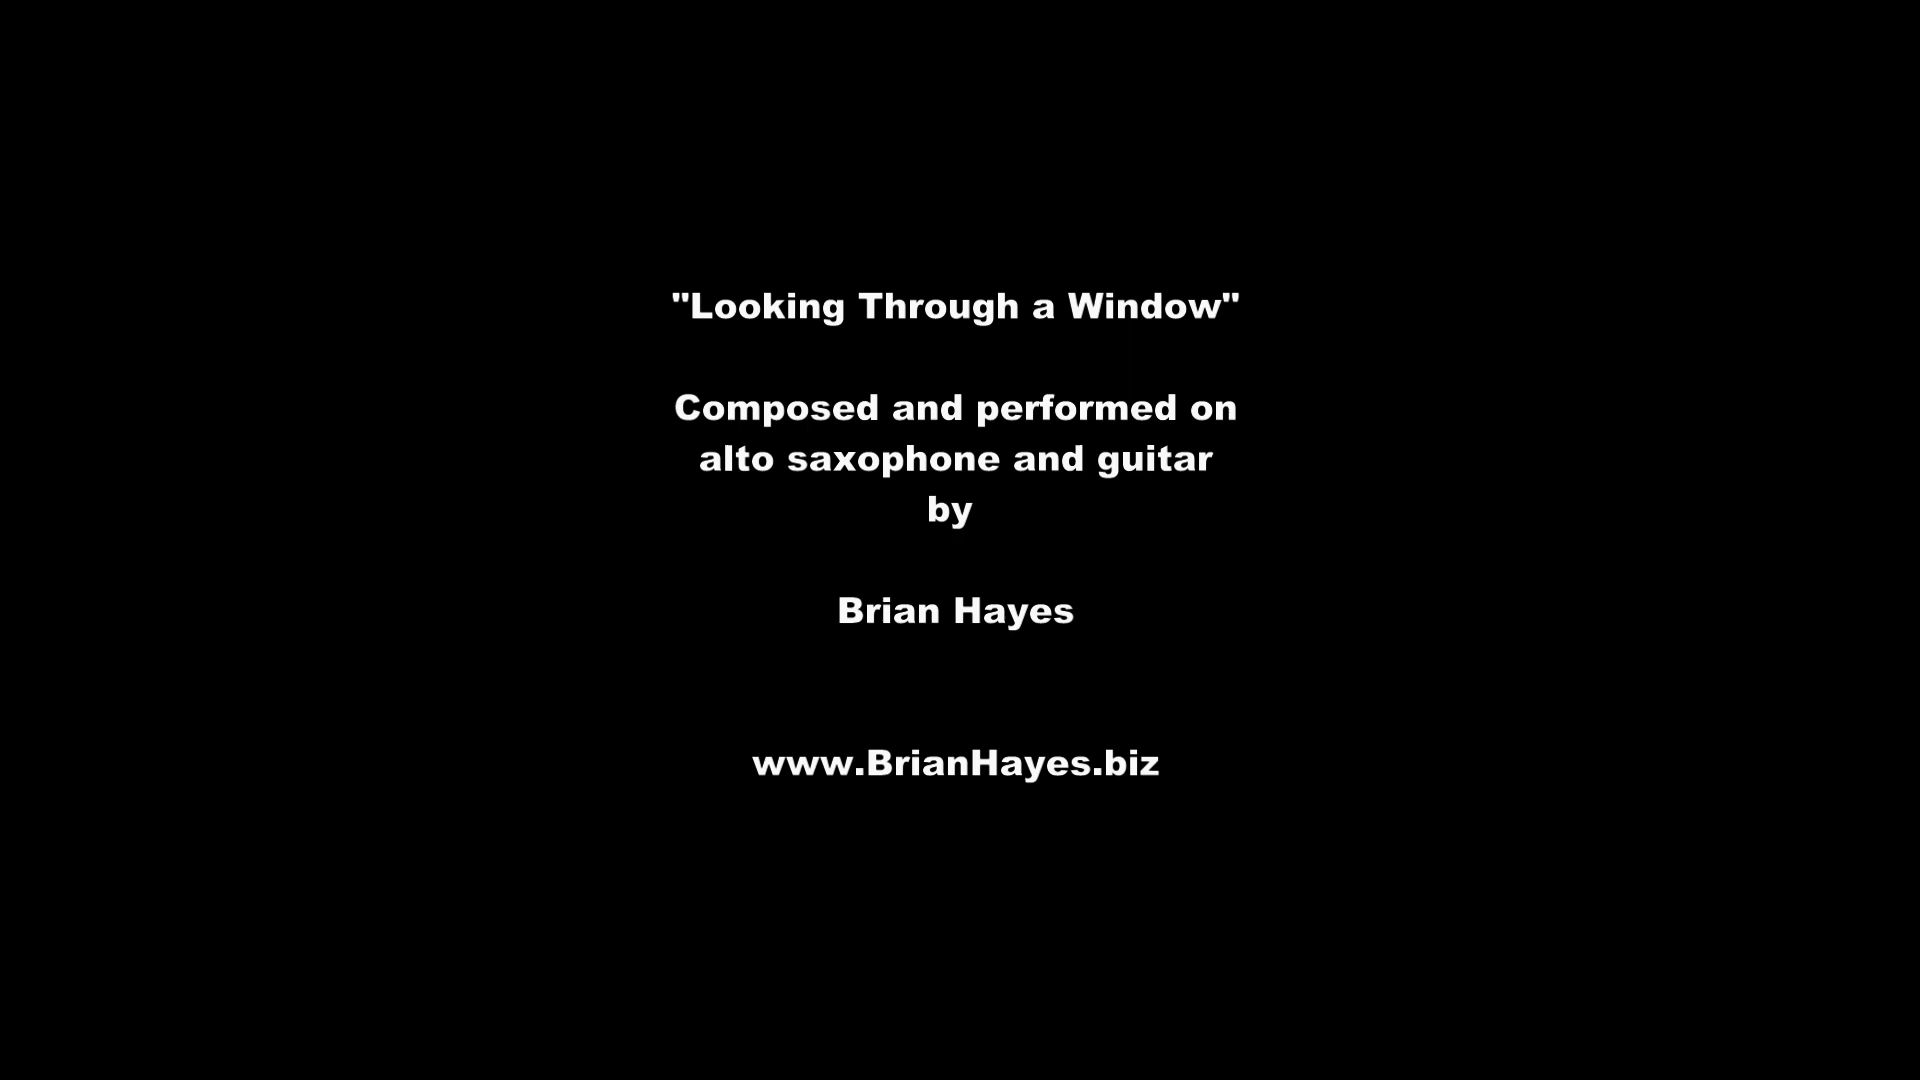 "Looking Through a Window"
Composed and performed on
alto saxophone and guitar
by
Brian Hayes
www.BrianHayes.biz